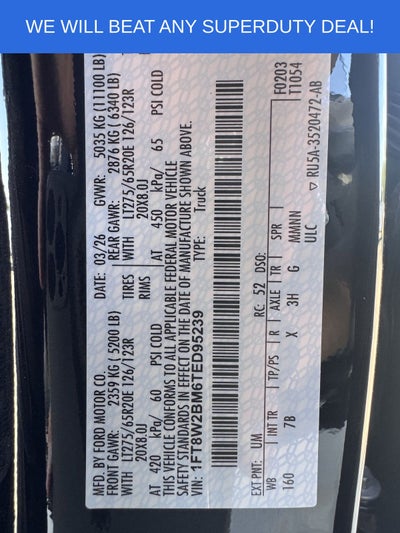 WE WILL BEAT ANY SUPERDUTY DEAL!
MFD. BY FORD MOTOR CO.
DATE: 03/26 GVWR: 5035 KG (11100 LB)
FRONT GAWR: 2359 KG (5200 LB) REAR GAWR: 2876 KG (6340 LB)
WITH LT275/65R20E 126/123R TIRES WITH LT275/65R20E 126/123R
20X8.0J RIMS 20X8.0J
AT 420 kPa/ 60 PSI COLD AT 450 kPa/ 65 PSI COLD
THIS VEHICLE CONFORMS TO ALL APPLICABLE FEDERAL MOTOR VEHICLE
SAFETY STANDARDS IN EFFECT ON THE DATE OF MANUFACTURE SHOWN ABOVE.
VIN: 1FT8W2BM6TED95239 TYPE: Truck
F0203
T1054
EXT PNT: UM RC: 52 DSO:
WB INT TR TP/PS R AXLE TR SPR
160 7B X 3H G MMNNN
ULC
▽ RU5A-3520472-AB